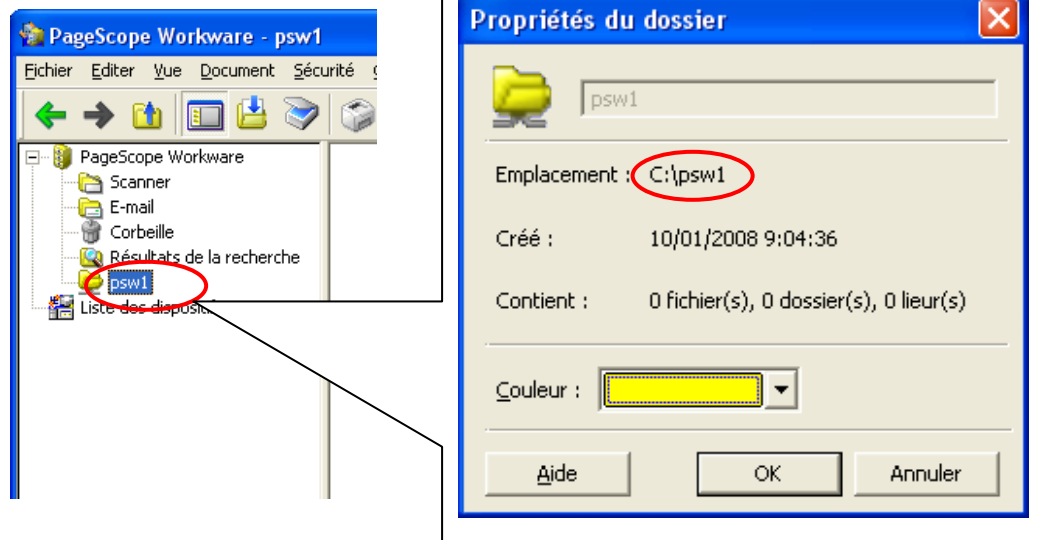 PageScope Workware - psw1
Fichier Editer Vue Document Sécurité
PageScope Workware
Scanner
E-mail
Corbeille
Résultats de la recherche
psw1
Liste des
Propriétés du dossier
psw1
Emplacement : C:\psw1
Créé : 10/01/2008 9:04:36
Contient : 0 fichier(s), 0 dossier(s), 0 lieur(s)
Couleur :
Aide OK Annuler